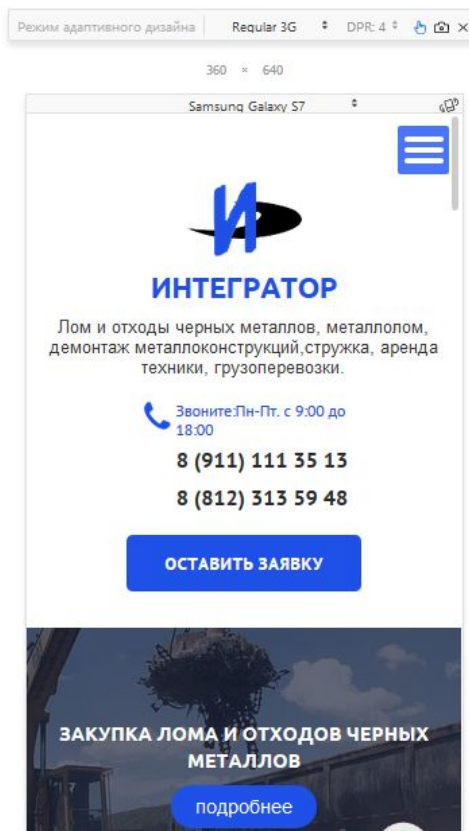 Режим адаптивного дизайна Regular 3G DPR: 4
360 × 640
Samsung Galaxy S7
И
ИНТЕГРАТОР
Лом и отходы черных металлов, металлолом,
демонтаж металлоконструкций,стружка, аренда
техники, грузоперевозки.
Звоните:Пн-Пт. с 9:00 до
18:00
8 (911) 111 35 13
8 (812) 313 59 48
ОСТАВИТЬ ЗАЯВКУ
ЗАКУПКА ЛОМА И ОТХОДОВ ЧЕРНЫХ
МЕТАЛЛОВ
подробнее